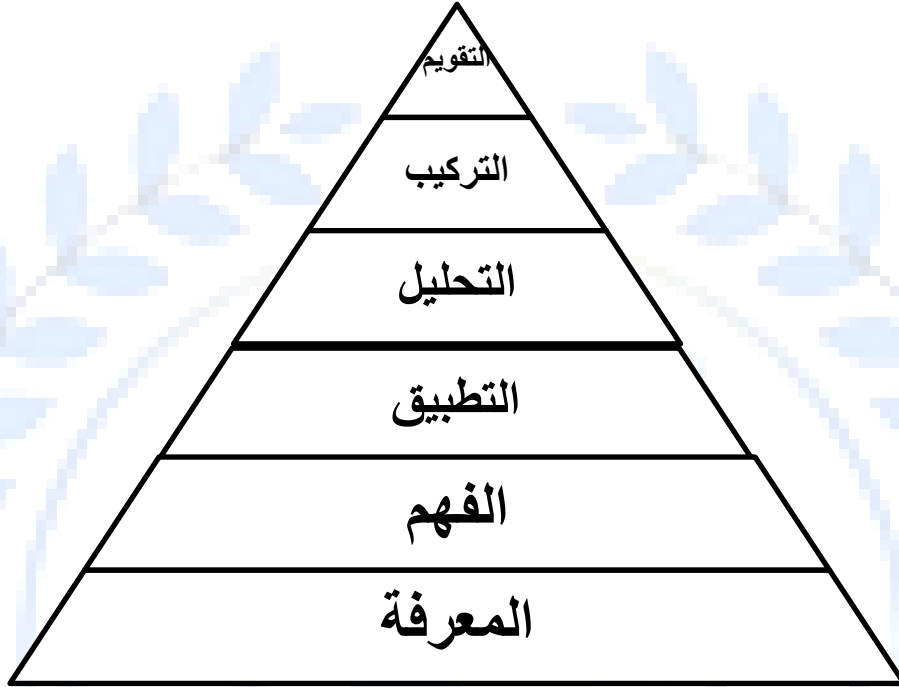 التقويم
التركيب
التحليل
التطبيق
الفهم
المعرفة